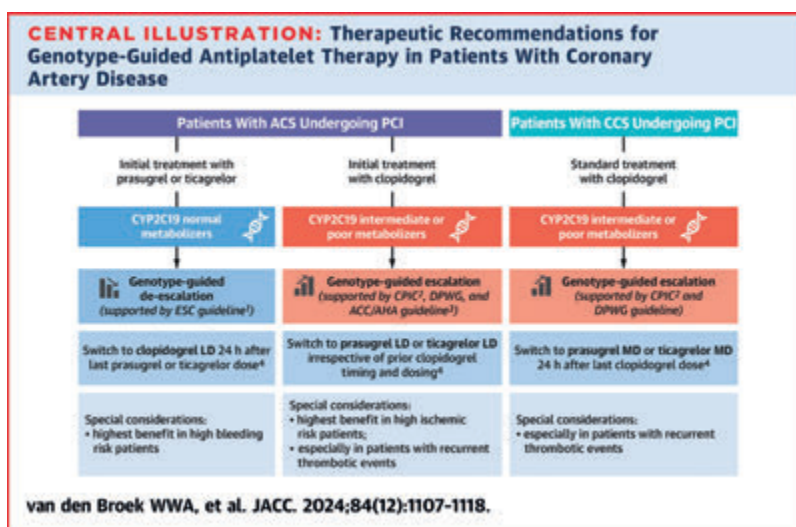 CENTRAL ILLUSTRATION: Therapeutic Recommendations for
Genotype-Guided Antiplatelet Therapy in Patients With Coronary
Artery Disease
Patients With ACS Undergoing PCI
Patients With CCS Undergoing PCI
Initial treatment with
prasugrel or ticagrelor
Initial treatment
with clopidogrel
Standard treatment
with clopidogrel
CYP2C19 normal
metabolizers
CYP2C19 intermediate or
poor metabolizers
CYP2C19 intermediate or
poor metabolizers
Genotype-guided
de-escalation
(supported by ESC guideline¹)
Genotype-guided escalation
(supported by CPIC², DPWG, and
ACC/AHA guideline³)
Genotype-guided escalation
(supported by CPIC² and
DPWG guideline)
Switch to clopidogrel LD 24 h after
last prasugrel or ticagrelor dose⁴
Switch to prasugrel LD or ticagrelor LD
irrespective of prior clopidogrel
timing and dosing⁴
Switch to prasugrel MD or ticagrelor MD
24 h after last clopidogrel dose⁴
Special considerations:
• highest benefit in high bleeding
risk patients
Special considerations:
• highest benefit in high ischemic
risk patients;
• especially in patients with recurrent
thrombotic events
Special considerations:
• especially in patients with recurrent
thrombotic events
van den Broek WWA, et al. JACC. 2024;84(12):1107-1118.